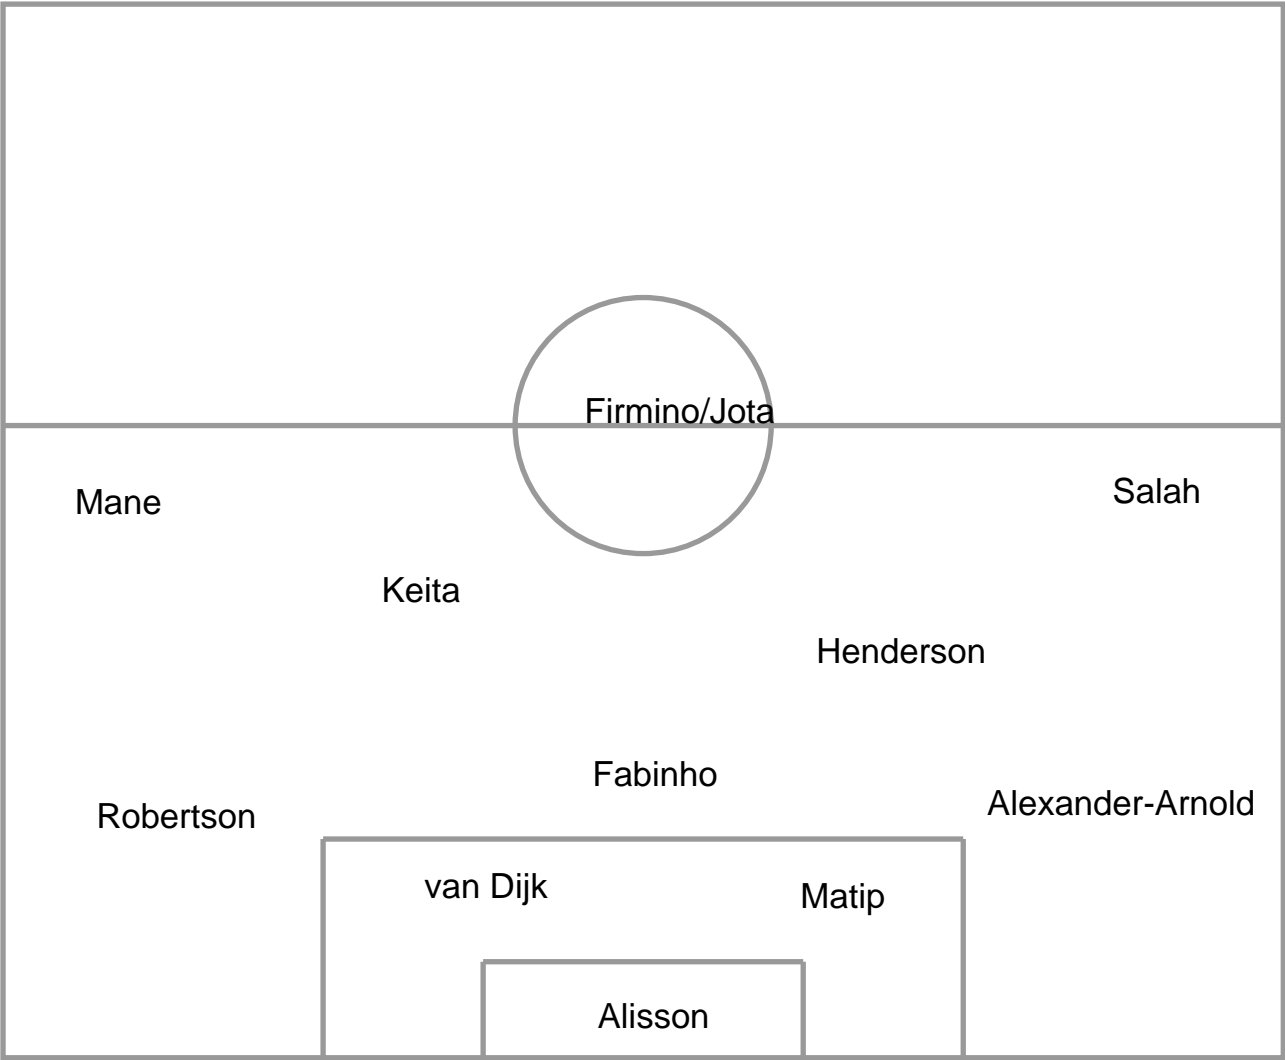 Firmino/Jota
Mane
Salah
Keita
Henderson
Fabinho
Robertson
Alexander-Arnold
van Dijk
Matip
Alisson